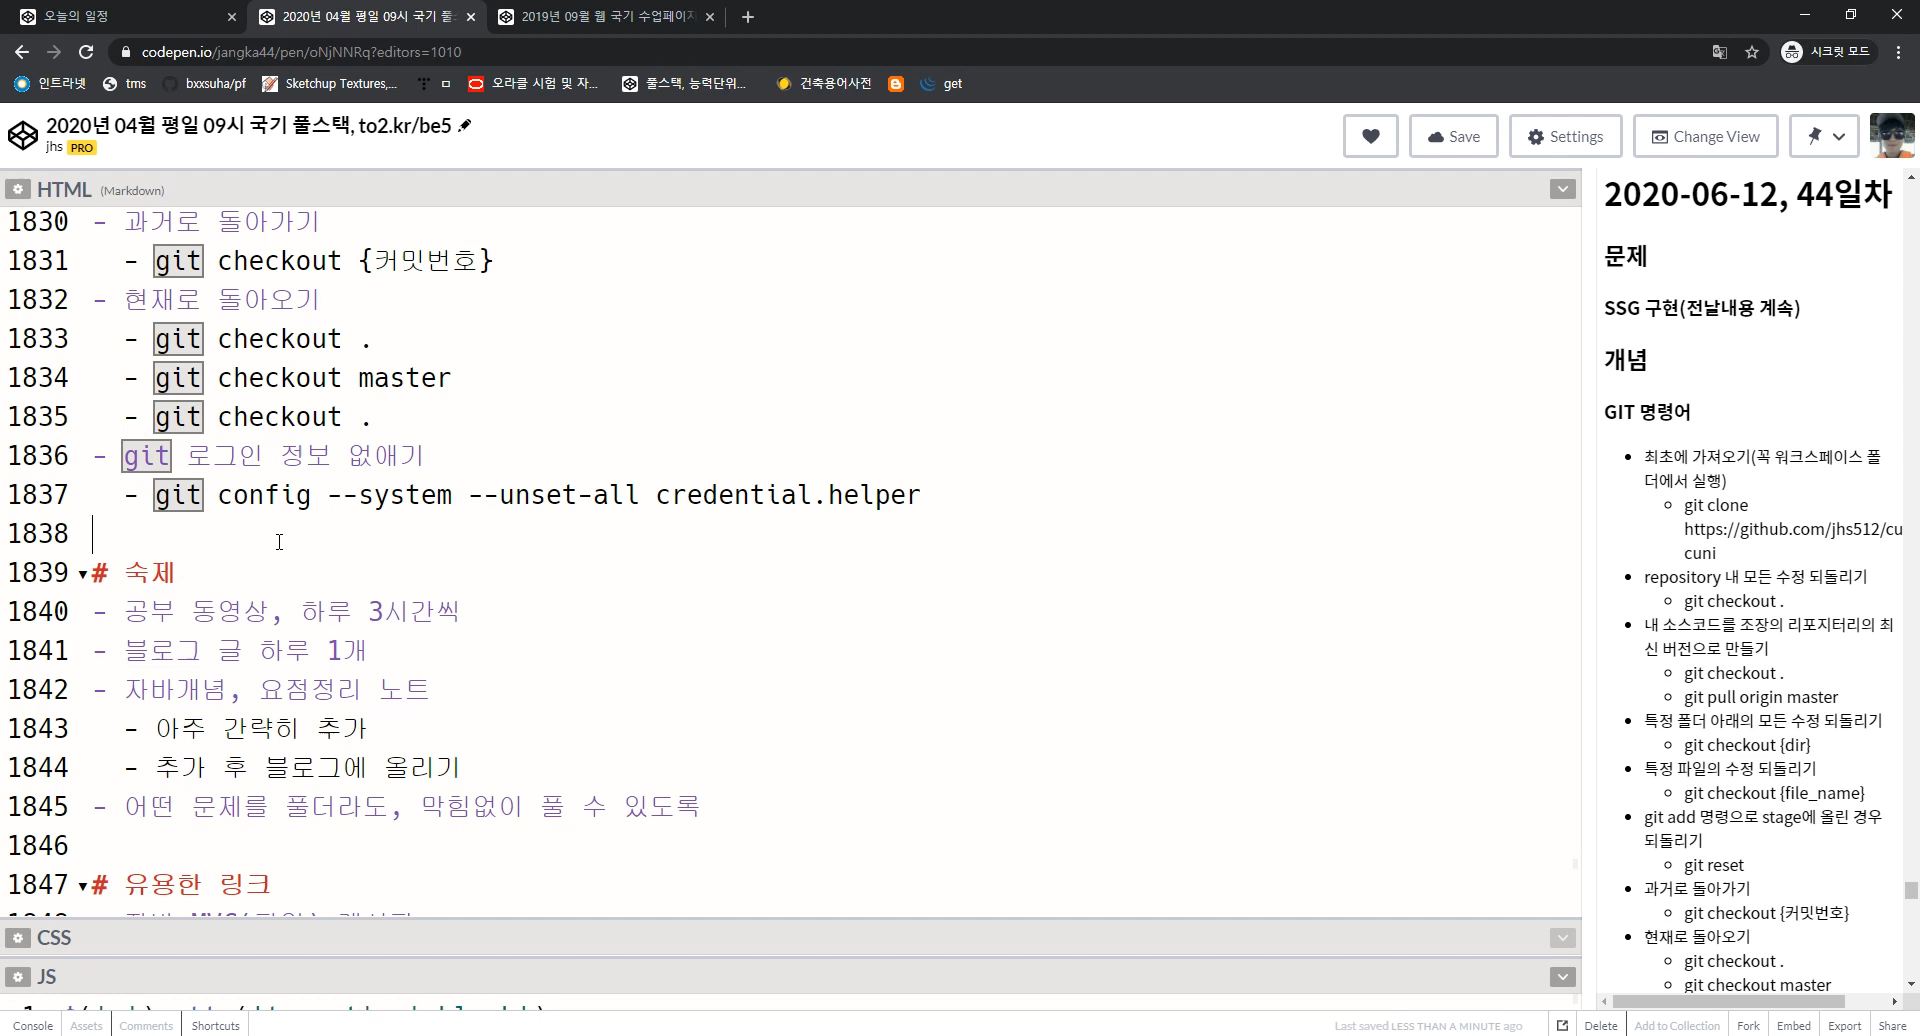 오늘의 일정
2020년 04월 평일 09시 국기 풀
2019년 09월 웹 국기 수업페이지
codepen.io/jangka44/pen/oNjNNRq?editors=1010
시크릿 모드
인트라넷
tms
bxxsuha/pf
Sketchup Textures,...
ㅁ
오라클 시험 및 자...
풀스택, 능력단위...
건축용어사전
get
2020년 04월 평일 09시 국기 풀스택, to2.kr/be5
jhs PRO
Save
Settings
Change View
HTML (Markdown)
1830 - 과거로 돌아가기
1831 - git checkout {커밋번호}
1832 - 현재로 돌아오기
1833 - git checkout .
1834 - git checkout master
1835 - git checkout .
1836 - git 로그인 정보 없애기
1837 - git config --system --unset-all credential.helper
1838
1839 # 숙제
1840 - 공부 동영상, 하루 3시간씩
1841 - 블로그 글 하루 1개
1842 - 자바개념, 요점정리 노트
1843 - 아주 간략히 추가
1844 - 추가 후 블로그에 올리기
1845 - 어떤 문제를 풀더라도, 막힘없이 풀 수 있도록
1846
1847 # 유용한 링크
CSS
JS
2020-06-12, 44일차
문제
SSG 구현(전날내용 계속)
개념
GIT 명령어
최초에 가져오기(꼭 워크스페이스 폴
더에서 실행)
git clone
https://github.com/jhs512/cu
cuni
repository 내 모든 수정 되돌리기
git checkout .
내 소스코드를 조장의 리포지터리의 최
신 버전으로 만들기
git checkout .
git pull origin master
특정 폴더 아래의 모든 수정 되돌리기
git checkout {dir}
특정 파일의 수정 되돌리기
git checkout {file_name}
git add 명령으로 stage에 올린 경우
되돌리기
git reset
과거로 돌아가기
git checkout {커밋번호}
현재로 돌아오기
git checkout .
git checkout master
Console
Assets
Comments
Shortcuts
Last saved LESS THAN A MINUTE ago
Delete
Add to Collection
Fork
Embed
Export
Share